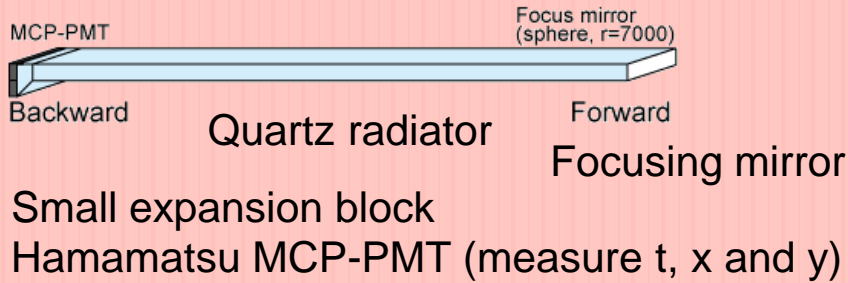 MCP-PMT
Focus mirror
(sphere, r=7000)
Backward
Forward
Quartz radiator
Focusing mirror
Small expansion block
Hamamatsu MCP-PMT (measure t, x and y)